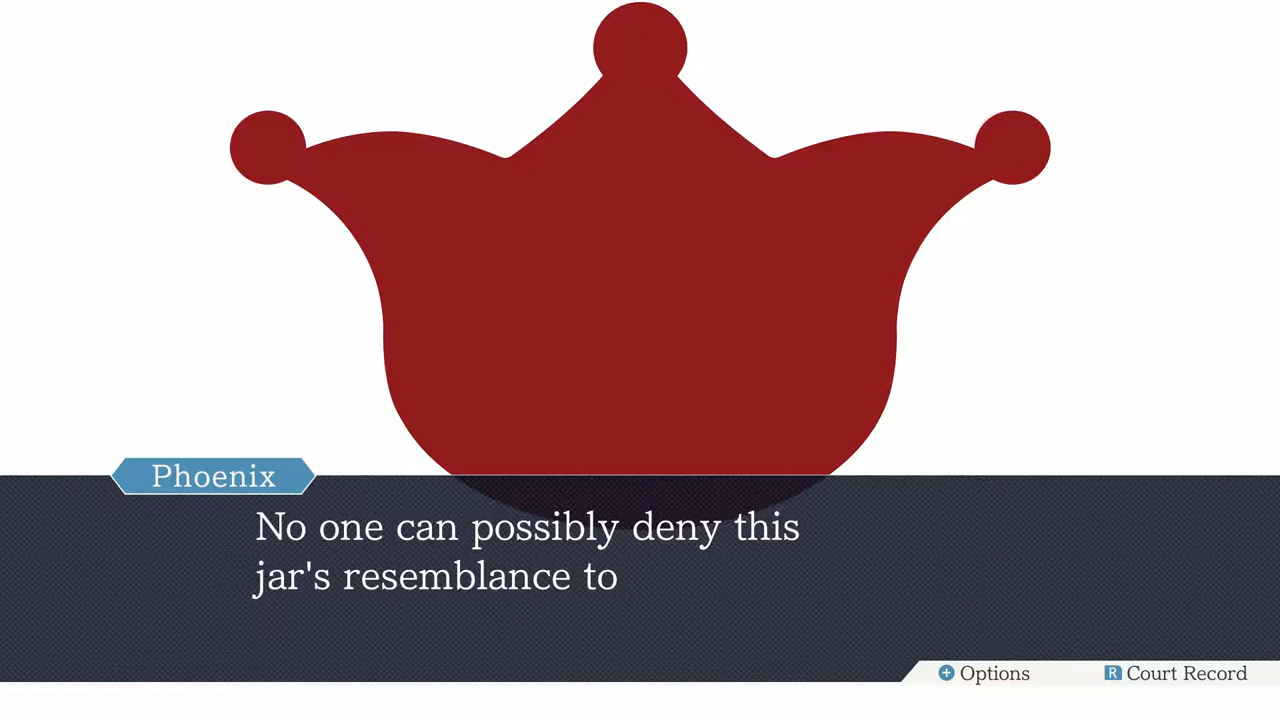 Phoenix
No one can possibly deny this
jar's resemblance to
+ Options R Court Record